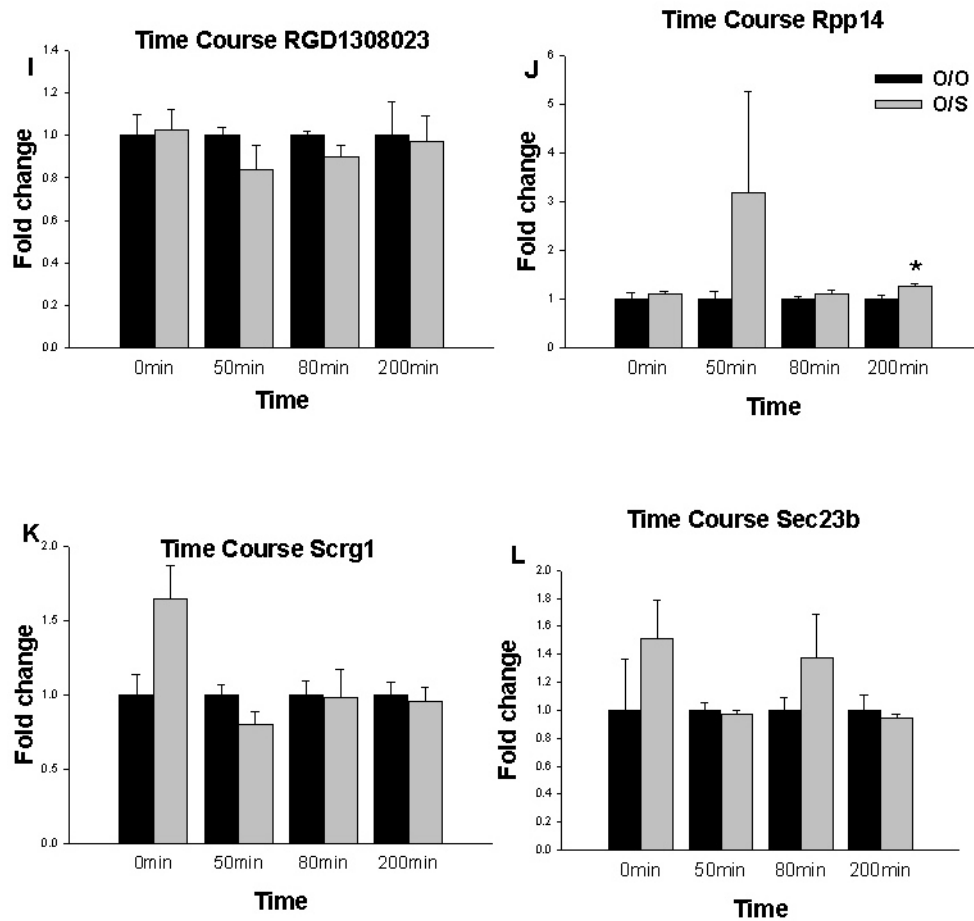 Time Course RGD1308023
I
Fold change
1.4
1.2
1.0
0.8
0.6
0.4
0.2
0.0
0min 50min 80min 200min
Time
Time Course Rpp14
J
Fold change
6
5
4
3
2
1
0
O/O
O/S
*
0min 50min 80min 200min
Time
K
Time Course Scrg1
Fold change
2.0
1.5
1.0
0.5
0.0
0min 50min 80min 200min
Time
Time Course Sec23b
L
Fold change
2.0
1.8
1.6
1.4
1.2
1.0
0.8
0.6
0.4
0.2
0.0
0min 50min 80min 200min
Time